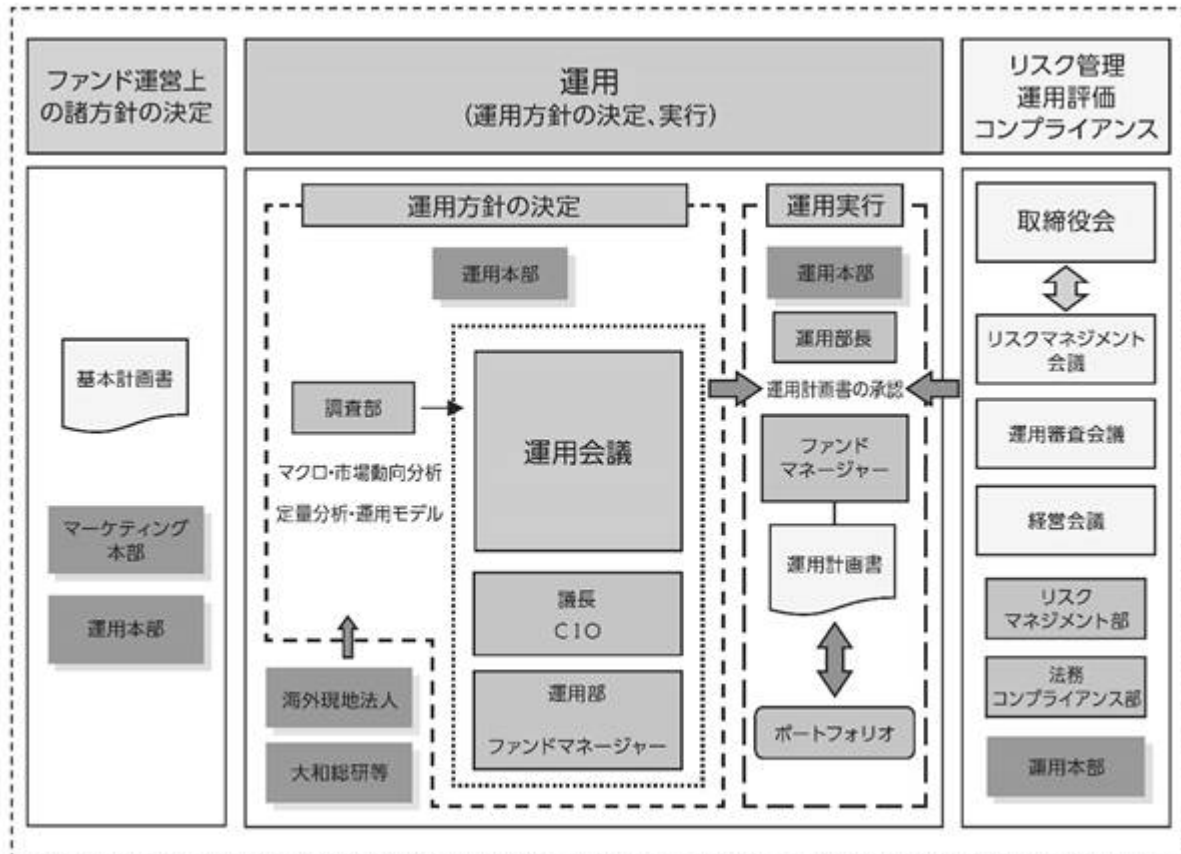 ファンド運営上
の諸方針の決定
運用
(運用方針の決定、実行)
リスク管理
運用評価
コンプライアンス
基本計画書
マーケティング
本部
運用本部
運用方針の決定
運用本部
調査部
マクロ・市場動向分析
定量分析・運用モデル
海外現地法人
大和総研等
運用会議
議長
CIO
運用部
ファンドマネージャー
運用実行
運用本部
運用部長
運用計画書の承認
ファンド
マネージャー
運用計画書
ポートフォリオ
取締役会
リスクマネジメント
会議
運用審査会議
経営会議
リスク
マネジメント部
法務
コンプライアンス部
運用本部